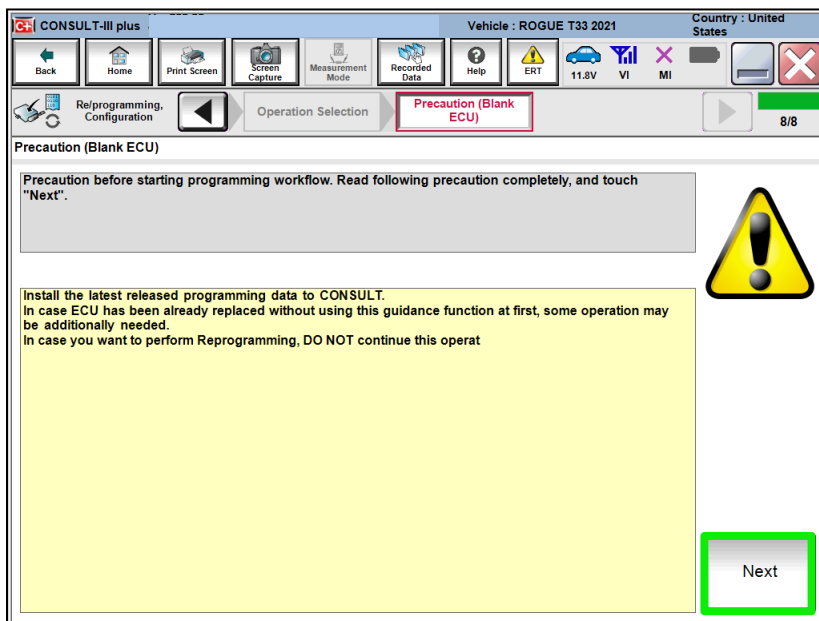 C+ CONSULT-III plus
Vehicle : ROGUE T33 2021
Country : United
States
Back
Home
Print Screen
Screen
Capture
Measurement
Mode
Recorded
Data
Help
ERT
11.8V
VI
MI
Re/programming,
Configuration
Operation Selection
Precaution (Blank
ECU)
8/8
Precaution (Blank ECU)
Precaution before starting programming workflow. Read following precaution completely, and touch
"Next".
Install the latest released programming data to CONSULT.
In case ECU has been already replaced without using this guidance function at first, some operation may
be additionally needed.
In case you want to perform Reprogramming, DO NOT continue this operat
Next